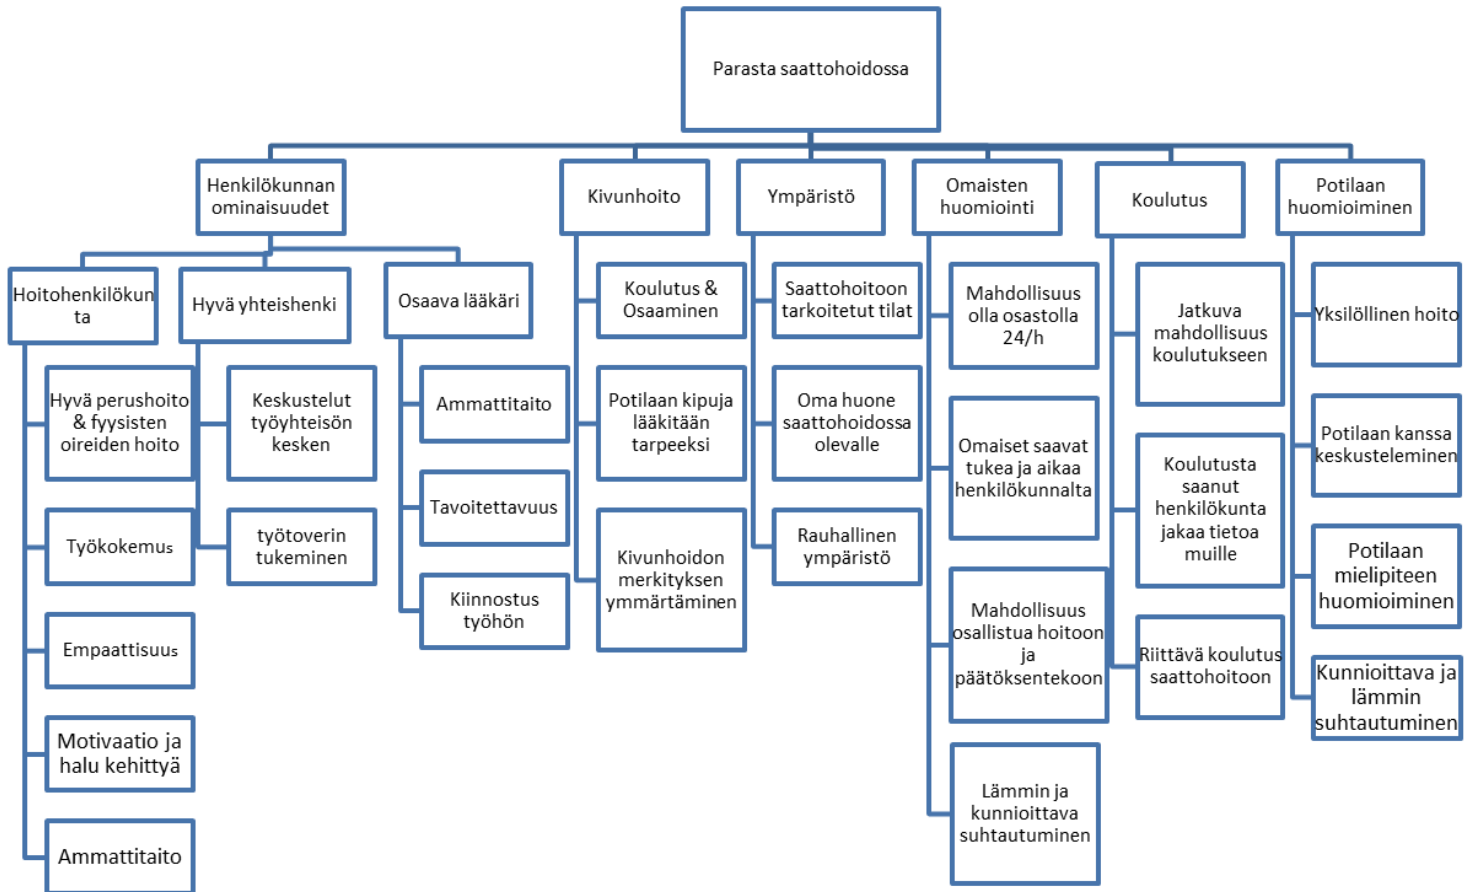 Parasta saattohoidossa
Henkilökunnan
ominaisuudet
Kivunhoito
Ympäristö
Omaisten
huomiointi
Koulutus
Potilaan
huomioiminen
Hoitohenkilökun
ta
Hyvä yhteishenki
Osaava lääkäri
Hyvä perushoito
& fyysisten
oireiden hoito
Työkokemus
Empaattisuus
Motivaatio ja
halu kehittyä
Ammattitaito
Keskustelut
työyhteisön
kesken
työtoverin
tukeminen
Ammattitaito
Tavoitettavuus
Kiinnostus
työhön
Koulutus &
Osaaminen
Potilaan kipuja
lääkitään
tarpeeksi
Kivunhoidon
merkityksen
ymmärtäminen
Saattohoitoon
tarkoitetut tilat
Oma huone
saattohoidossa
olevalle
Rauhallinen
ympäristö
Mahdollisuus
olla osastolla
24/h
Omaiset saavat
tukea ja aikaa
henkilökunnalta
Mahdollisuus
osallistua hoitoon
ja
päätöksentekoon
Lämmin ja
kunnioittava
suhtautuminen
Jatkuva
mahdollisuus
koulutukseen
Koulutusta
saanut
henkilökunta
jakaa tietoa
muille
Riittävä koulutus
saattohoitoon
Yksilöllinen hoito
Potilaan kanssa
keskusteleminen
Potilaan
mielipiteen
huomioiminen
Kunnioittava ja
lämmin
suhtautuminen